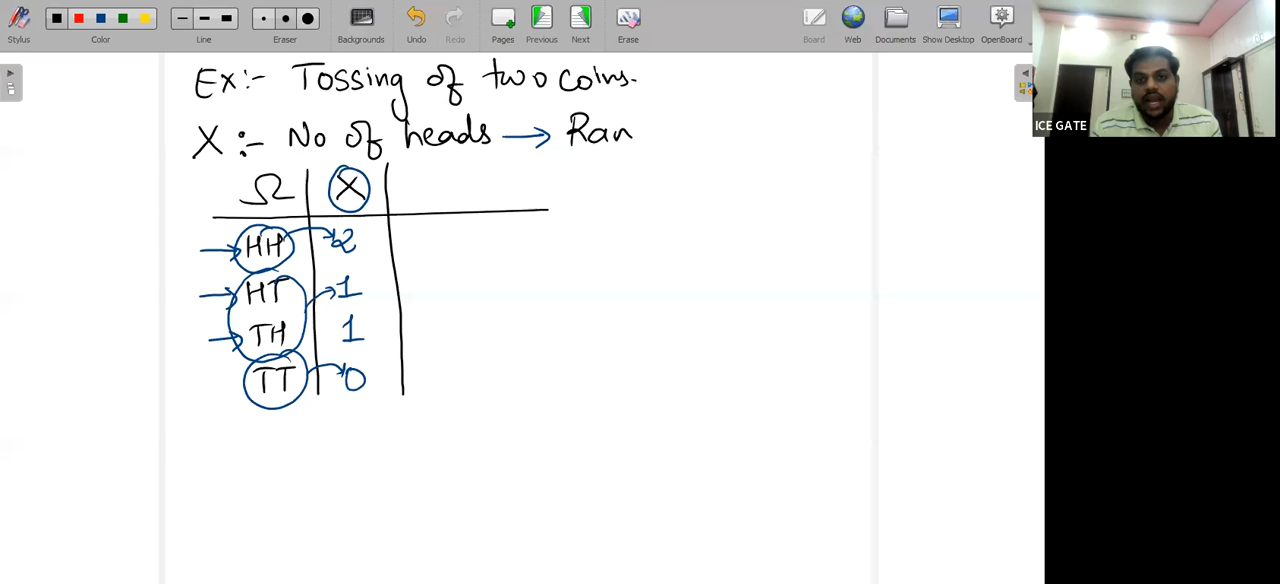 Stylus
Color
Line
Eraser
Backgrounds
Undo
Redo
Pages
Previous
Next
Erase
Board
Web
Documents
Show Desktop
OpenBoard
ICE GATE
Ex:- Tossing of two coins.
X :- No of heads → Ran
Ω X
HH → 2
HT → 1
TH 1
TT → 0